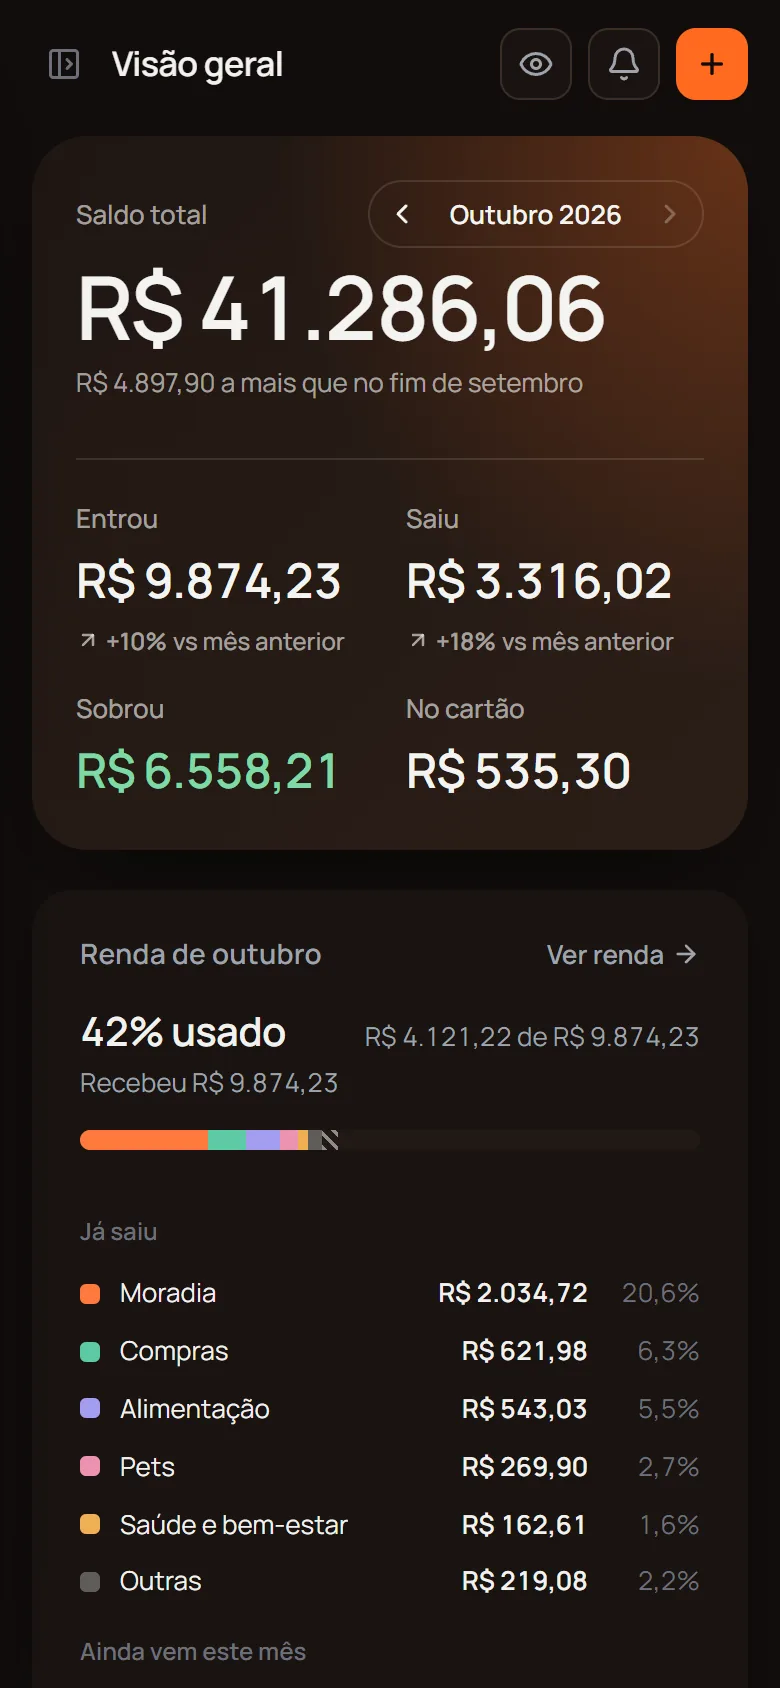 Visão geral
Saldo total
Outubro 2026
R$ 41.286,06
R$ 4.897,90 a mais que no fim de setembro
Entrou
Saiu
R$ 9.874,23
R$ 3.316,02
+10% vs mês anterior
+18% vs mês anterior
Sobrou
No cartão
R$ 6.558,21
R$ 535,30
Renda de outubro
Ver renda
42% usado
R$ 4.121,22 de R$ 9.874,23
Recebeu R$ 9.874,23
Já saiu
Moradia R$ 2.034,72 20,6%
Compras R$ 621,98 6,3%
Alimentação R$ 543,03 5,5%
Pets R$ 269,90 2,7%
Saúde e bem-estar R$ 162,61 1,6%
Outras R$ 219,08 2,2%
Ainda vem este mês